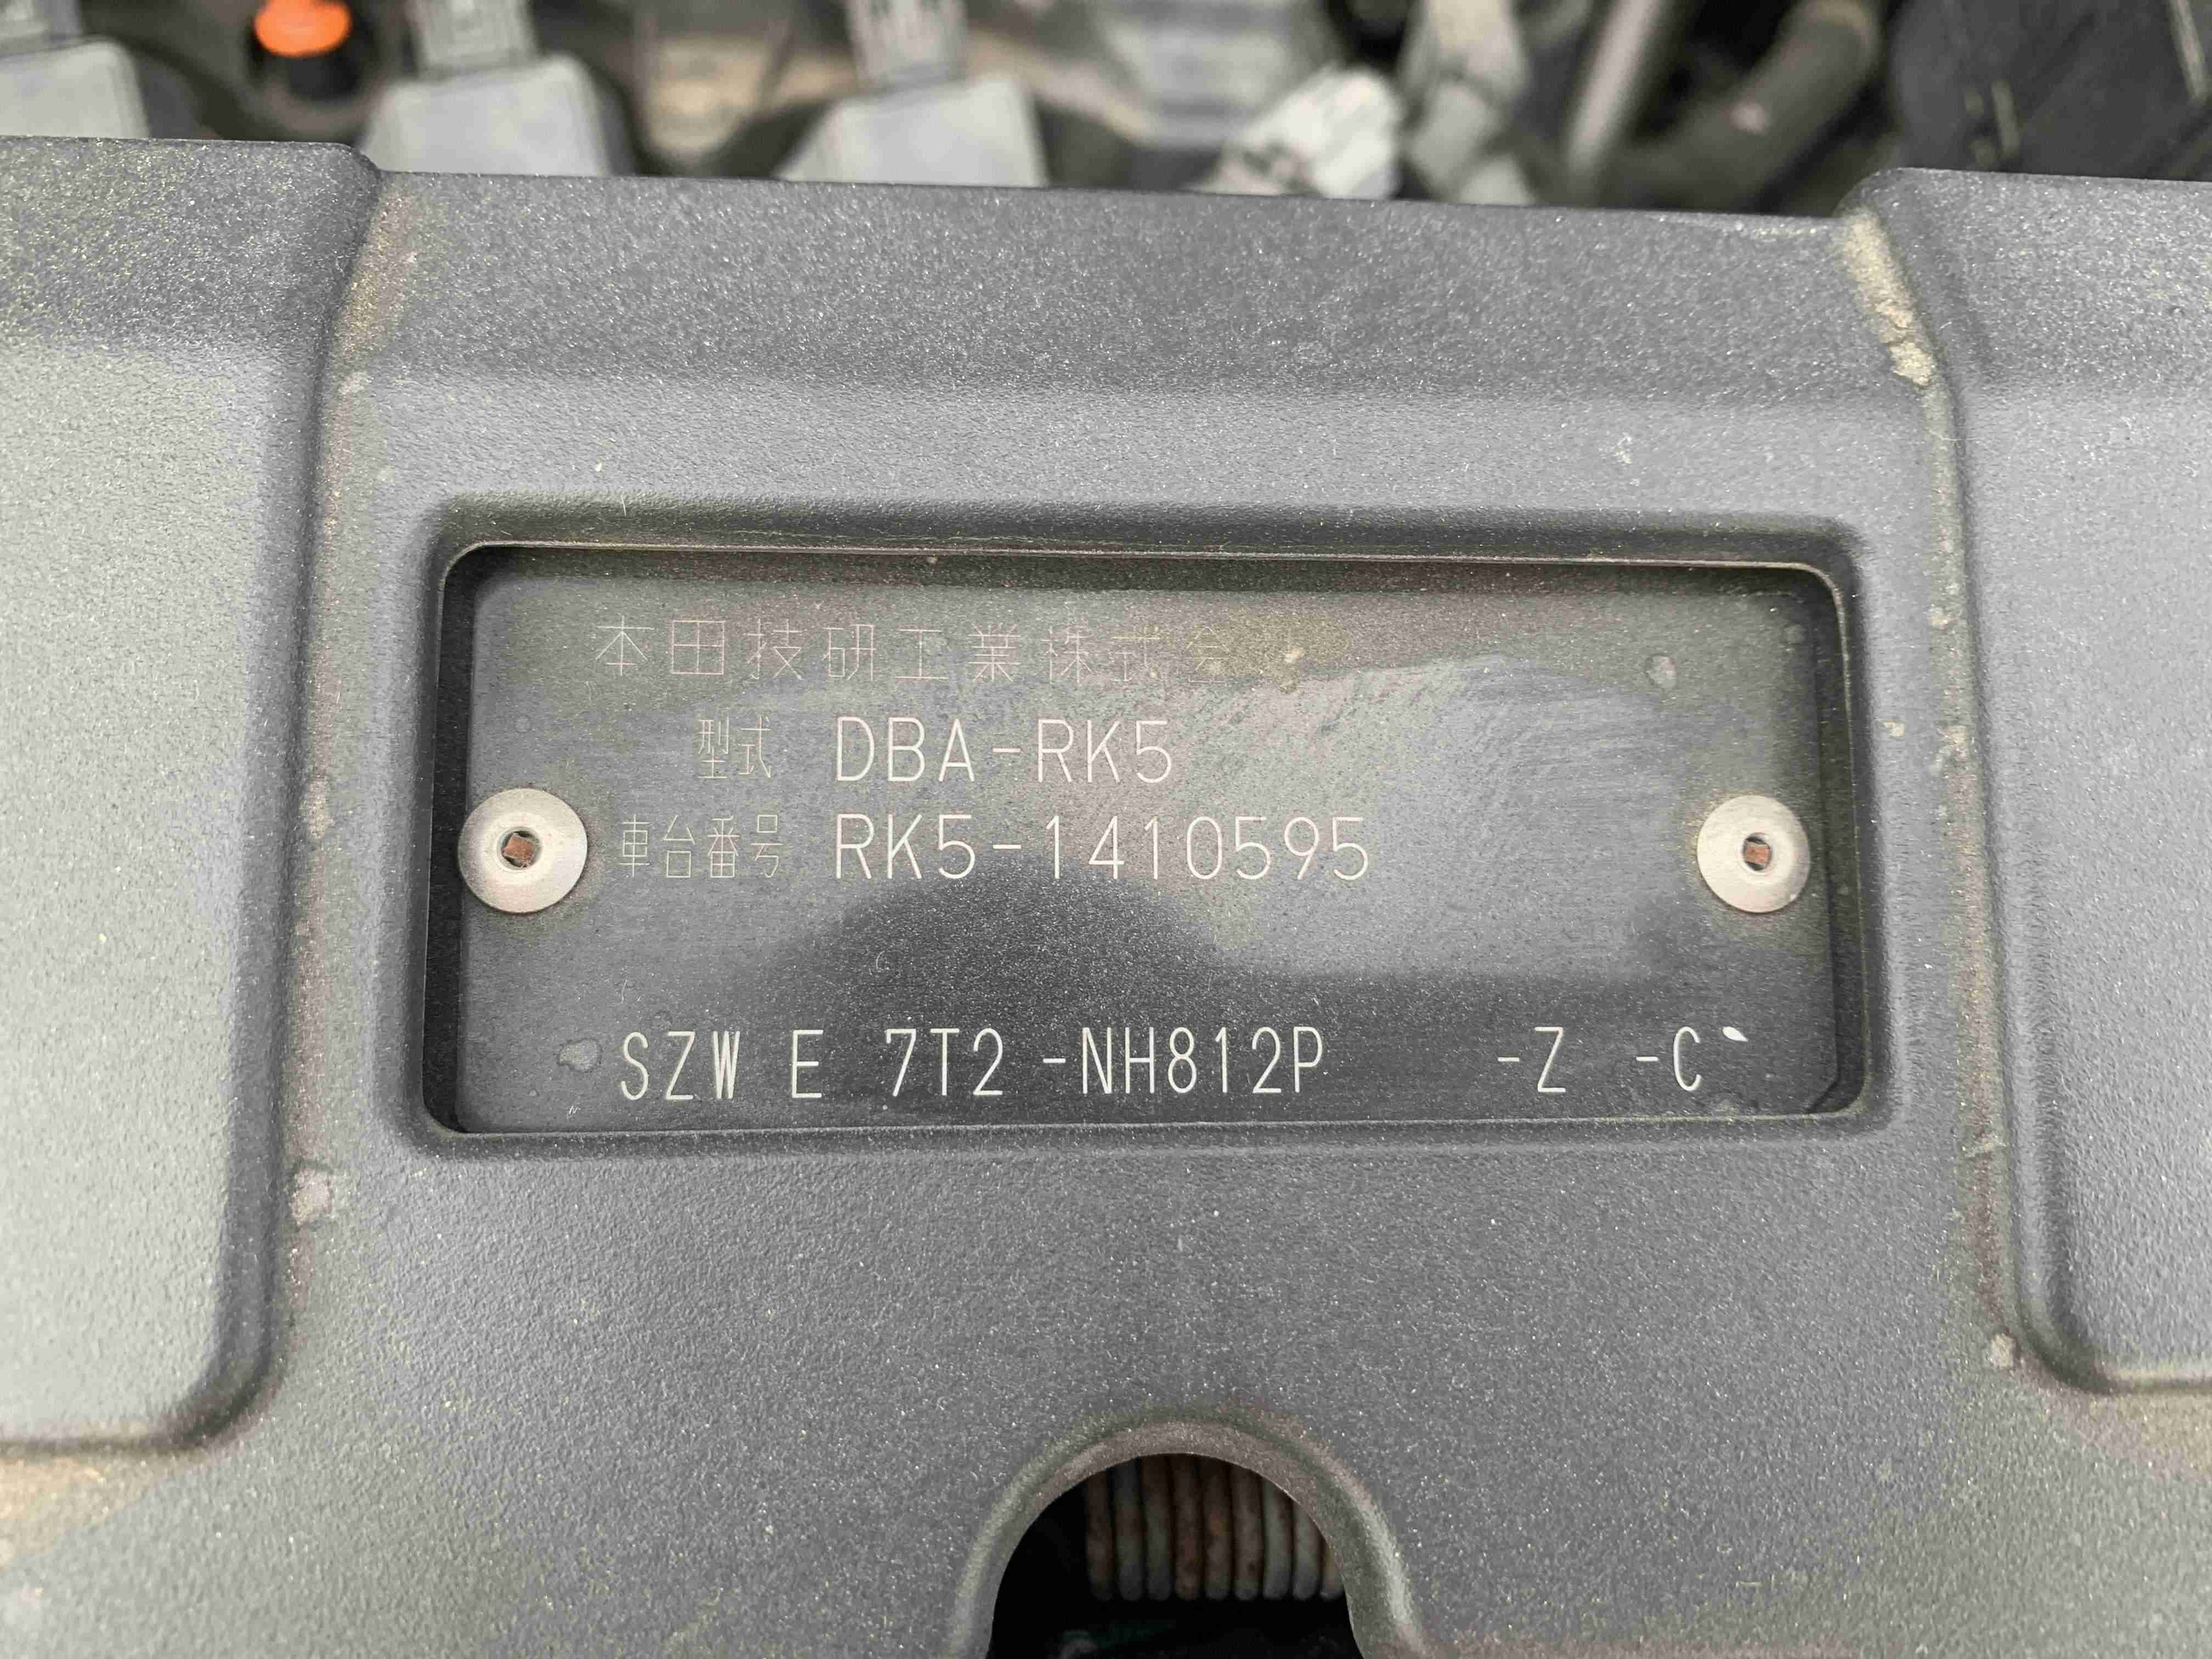 本田技研工業株式会
型式 DBA-RK5
車台番号 RK5-1410595
SZW E 7T2 -NH812P -Z -C